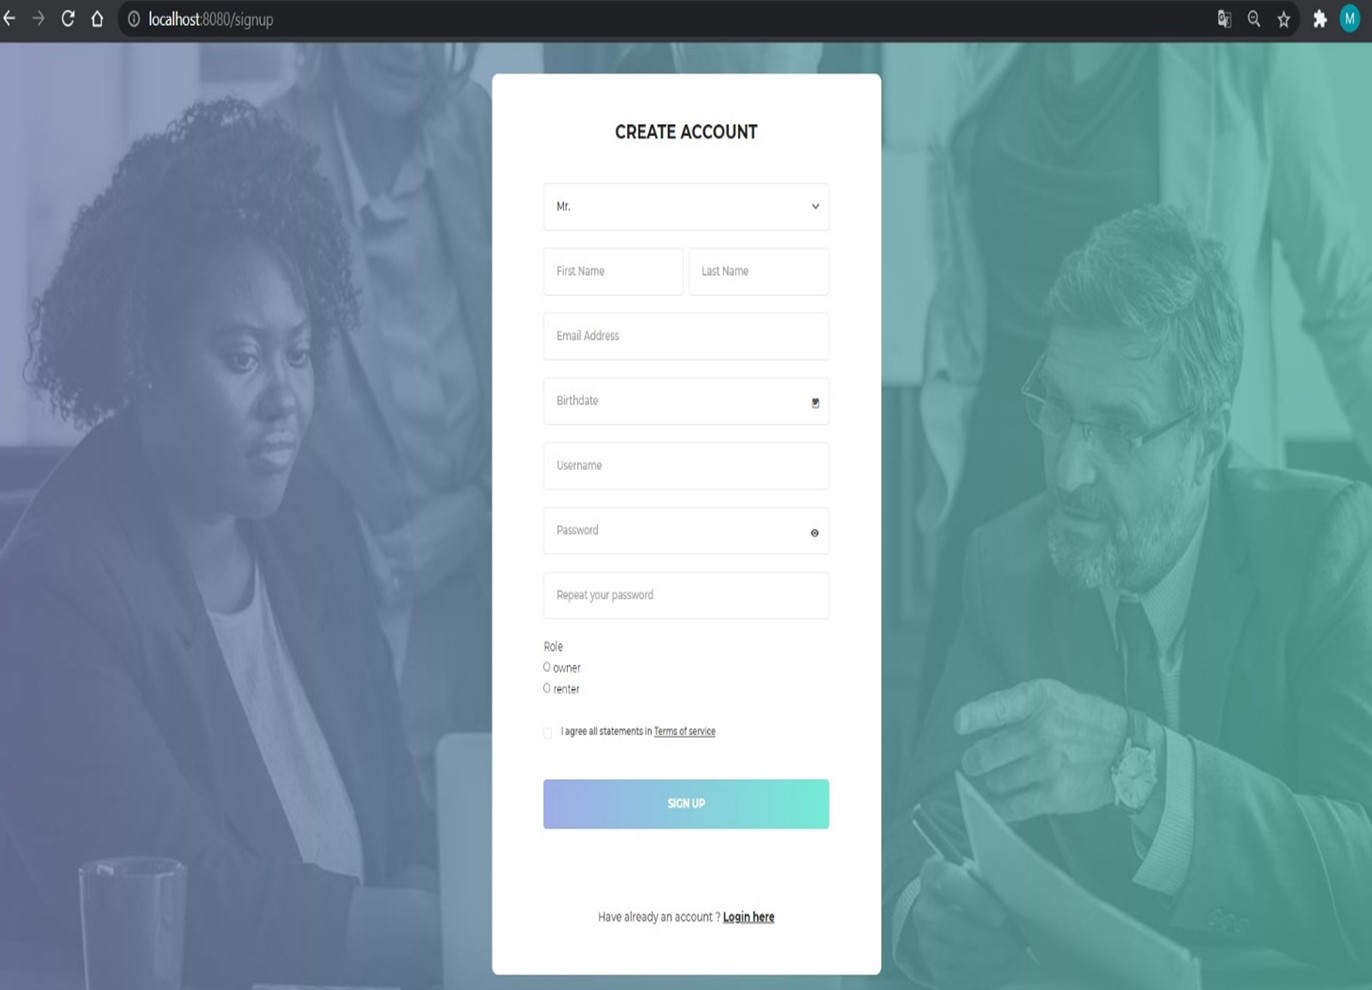 localhost:8080/signup
M
CREATE ACCOUNT
Mr.
First Name Last Name
Email Address
Birthdate
Username
Password
Repeat your password
Role
owner
renter
I agree all statements in Terms of service
SIGN UP
Have already an account ? Login here